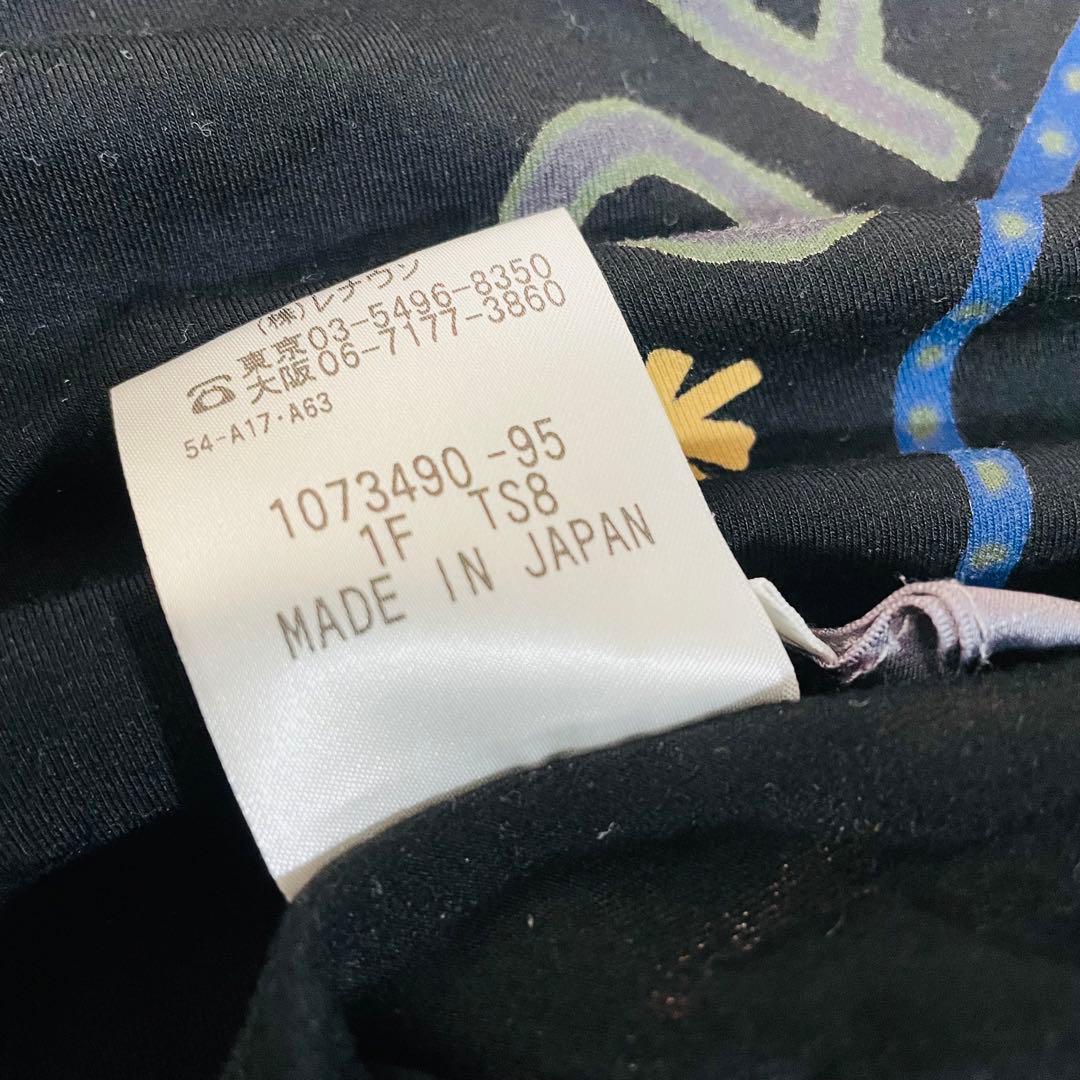 (株)レナウン
☎ 東京03-5496-8350
大阪06-7177-3860
54-A17・A63
1073490-95
1F TS8
MADE IN JAPAN